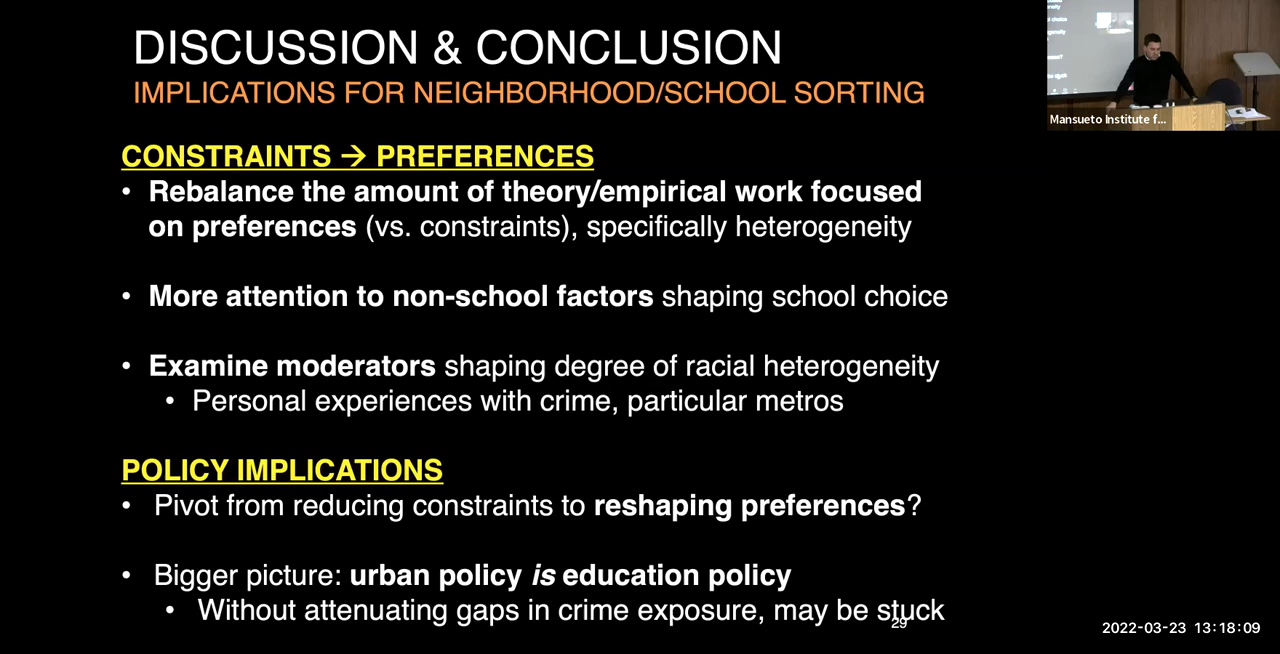 DISCUSSION & CONCLUSION
IMPLICATIONS FOR NEIGHBORHOOD/SCHOOL SORTING
CONSTRAINTS → PREFERENCES
• Rebalance the amount of theory/empirical work focused
on preferences (vs. constraints), specifically heterogeneity
• More attention to non-school factors shaping school choice
• Examine moderators shaping degree of racial heterogeneity
• Personal experiences with crime, particular metros
POLICY IMPLICATIONS
• Pivot from reducing constraints to reshaping preferences?
• Bigger picture: urban policy is education policy
• Without attenuating gaps in crime exposure, may be stuck
29
Mansueto Institute f...
2022-03-23 13:18:09